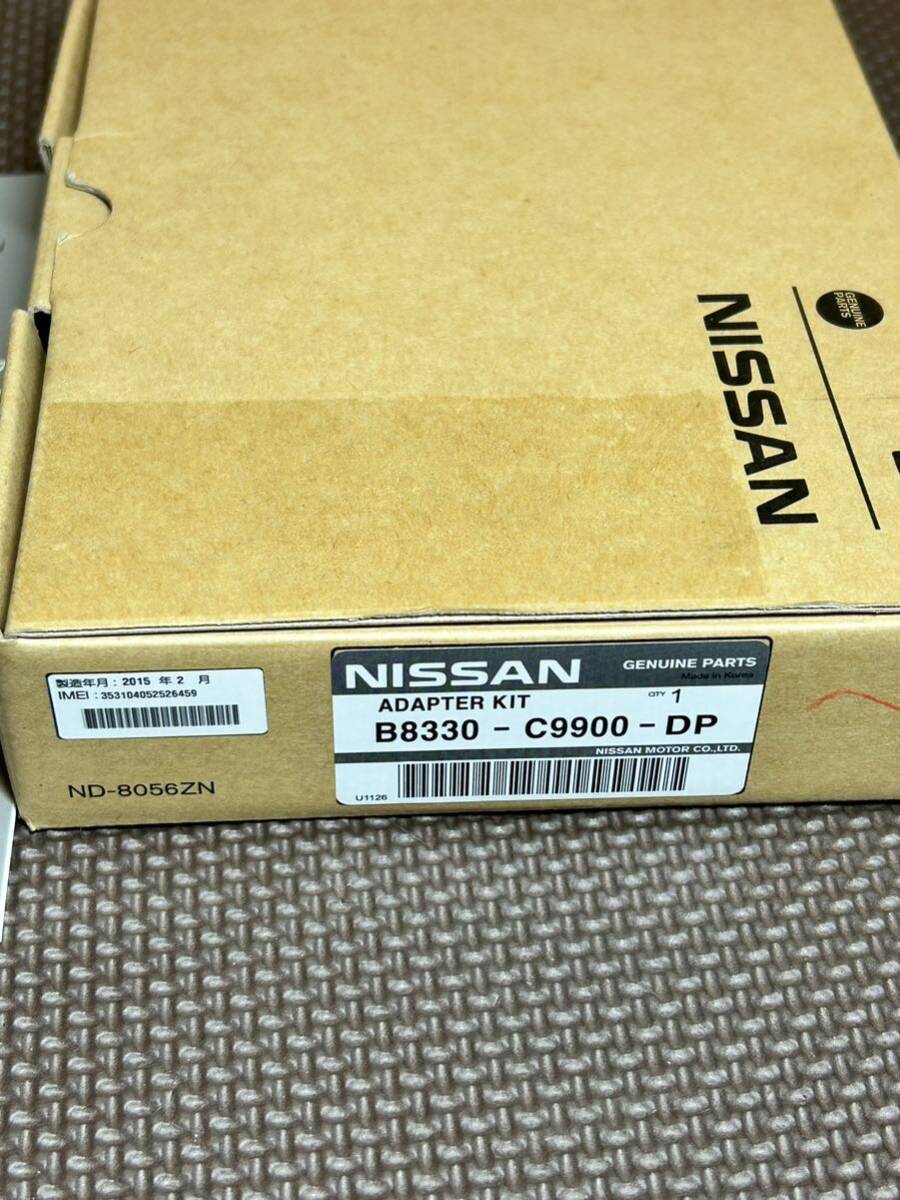 GENUINE
PARTS
NISSAN
製造年月：2015 年 2 月
IMEI：353104052526459
ND-8056ZN
NISSAN GENUINE PARTS
Made in Korea
ADAPTER KIT QTY 1
B8330 - C9900 - DP
NISSAN MOTOR CO.,LTD.
U1126